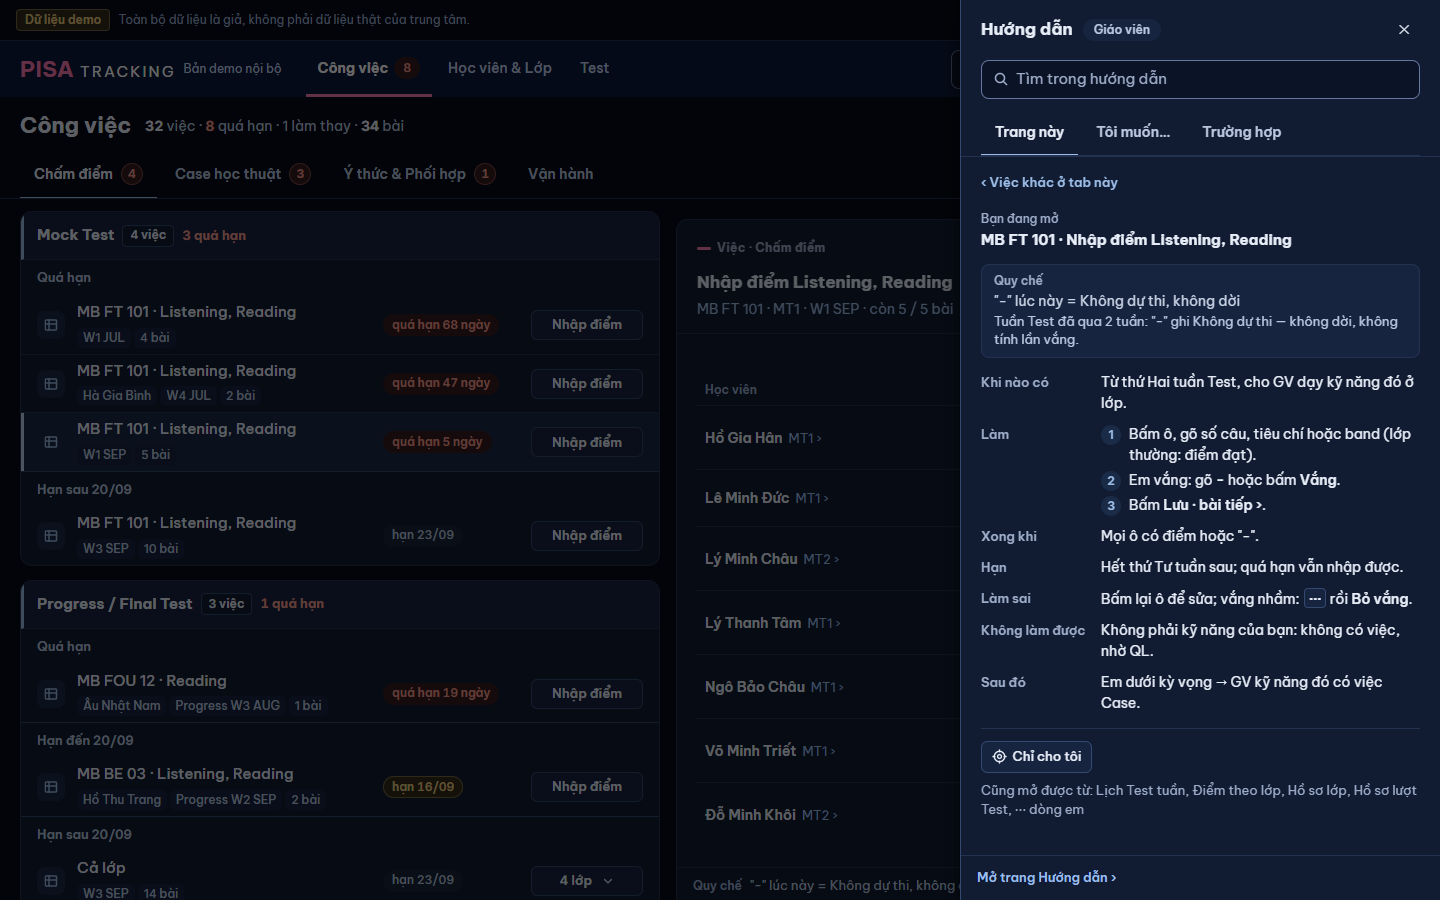 Dữ liệu demo Toàn bộ dữ liệu là giả, không phải dữ liệu thật của trung tâm.
PISA TRACKING Bản demo nội bộ Công việc 8 Học viên & Lớp Test
Công việc 32 việc · 8 quá hạn · 1 làm thay · 34 bài
Chấm điểm 4 Case học thuật 3 Ý thức & Phối hợp 1 Vận hành
Mock Test 4 việc 3 quá hạn
Quá hạn
MB FT 101 · Listening, Reading
W1 JUL 4 bài
quá hạn 68 ngày Nhập điểm
MB FT 101 · Listening, Reading
Hà Gia Bình W4 JUL 2 bài
quá hạn 47 ngày Nhập điểm
MB FT 101 · Listening, Reading
W1 SEP 5 bài
quá hạn 5 ngày Nhập điểm
Hạn sau 20/09
MB FT 101 · Listening, Reading
W3 SEP 10 bài
hạn 23/09 Nhập điểm
Progress / Final Test 3 việc 1 quá hạn
Quá hạn
MB FOU 12 · Reading
Âu Nhật Nam Progress W3 AUG 1 bài
quá hạn 19 ngày Nhập điểm
Hạn đến 20/09
MB BE 03 · Listening, Reading
Hồ Thu Trang Progress W2 SEP 2 bài
hạn 16/09 Nhập điểm
Hạn sau 20/09
Cả lớp
W3 SEP 14 bài
hạn 23/09 4 lớp
Việc · Chấm điểm
Nhập điểm Listening, Reading
MB FT 101 · MT1 · W1 SEP · còn 5 / 5 bài
Học viên
Hồ Gia Hân MT1 ›
Lê Minh Đức MT1 ›
Lý Minh Châu MT2 ›
Lý Thanh Tâm MT1 ›
Ngô Bảo Châu MT1 ›
Võ Minh Triết MT1 ›
Đỗ Minh Khôi MT2 ›
Quy chế "-" lúc này = Không dự thi, không
Hướng dẫn Giáo viên
Tìm trong hướng dẫn
Trang này Tôi muốn... Trường hợp
‹ Việc khác ở tab này
Bạn đang mở
MB FT 101 · Nhập điểm Listening, Reading
Quy chế
"-" lúc này = Không dự thi, không dời
Tuần Test đã qua 2 tuần: "-" ghi Không dự thi — không dời, không
tính lần vắng.
Khi nào có Từ thứ Hai tuần Test, cho GV dạy kỹ năng đó ở
lớp.
Làm 1 Bấm ô, gõ số câu, tiêu chí hoặc band (lớp
thường: điểm đạt).
2 Em vắng: gõ - hoặc bấm Vắng.
3 Bấm Lưu · bài tiếp ›.
Xong khi Mọi ô có điểm hoặc "-".
Hạn Hết thứ Tư tuần sau; quá hạn vẫn nhập được.
Làm sai Bấm lại ô để sửa; vắng nhầm: ··· rồi Bỏ vắng.
Không làm được Không phải kỹ năng của bạn: không có việc,
nhờ QL.
Sau đó Em dưới kỳ vọng → GV kỹ năng đó có việc
Case.
Chỉ cho tôi
Cũng mở được từ: Lịch Test tuần, Điểm theo lớp, Hồ sơ lớp, Hồ sơ lượt
Test, ··· dòng em
Mở trang Hướng dẫn ›